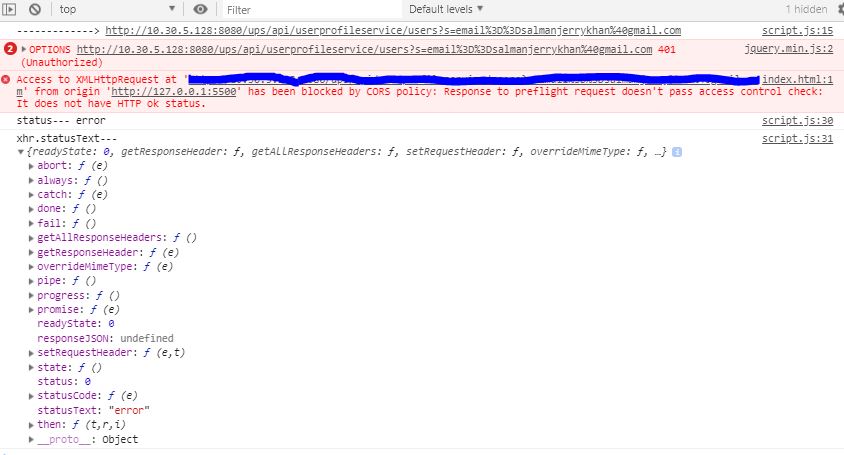 top ▼ Filter Default levels ▼ 1 hidden
-------------> http://10.30.5.128:8080/ups/api/userprofileservice/users?s=email%3D%3Dsalmanjerrykhan%40gmail.com script.js:15
2 ▶ OPTIONS http://10.30.5.128:8080/ups/api/userprofileservice/users?s=email%3D%3Dsalmanjerrykhan%40gmail.com 401 jquery.min.js:2
(Unauthorized)
Access to XMLHttpRequest at ' index.html:1
m' from origin 'http://127.0.0.1:5500' has been blocked by CORS policy: Response to preflight request doesn't pass access control check:
It does not have HTTP ok status.
status--- error script.js:30
xhr.statusText--- script.js:31
▼{readyState: 0, getResponseHeader: ƒ, getAllResponseHeaders: ƒ, setRequestHeader: ƒ, overrideMimeType: ƒ, …} i
▶ abort: ƒ (e)
▶ always: ƒ ()
▶ catch: ƒ (e)
▶ done: ƒ ()
▶ fail: ƒ ()
▶ getAllResponseHeaders: ƒ ()
▶ getResponseHeader: ƒ (e)
▶ overrideMimeType: ƒ (e)
▶ pipe: ƒ ()
▶ progress: ƒ ()
▶ promise: ƒ (e)
readyState: 0
responseJSON: undefined
▶ setRequestHeader: ƒ (e,t)
▶ state: ƒ ()
status: 0
▶ statusCode: ƒ (e)
statusText: "error"
▶ then: ƒ (t,r,i)
▶ __proto__: Object